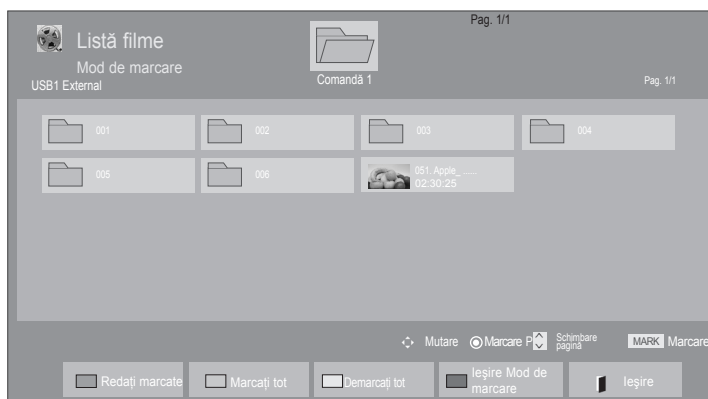 Pag. 1/1
Listă filme
Mod de marcare
USB1 External
Comandă 1
Pag. 1/1
001
002
003
004
005
006
051. Apple_ ......
02:30:25
Mutare
Marcare
P
Schimbare
pagină
MARK Marcare
Redați marcate
Marcați tot
Demarcați tot
Ieşire Mod de
marcare
Ieşire